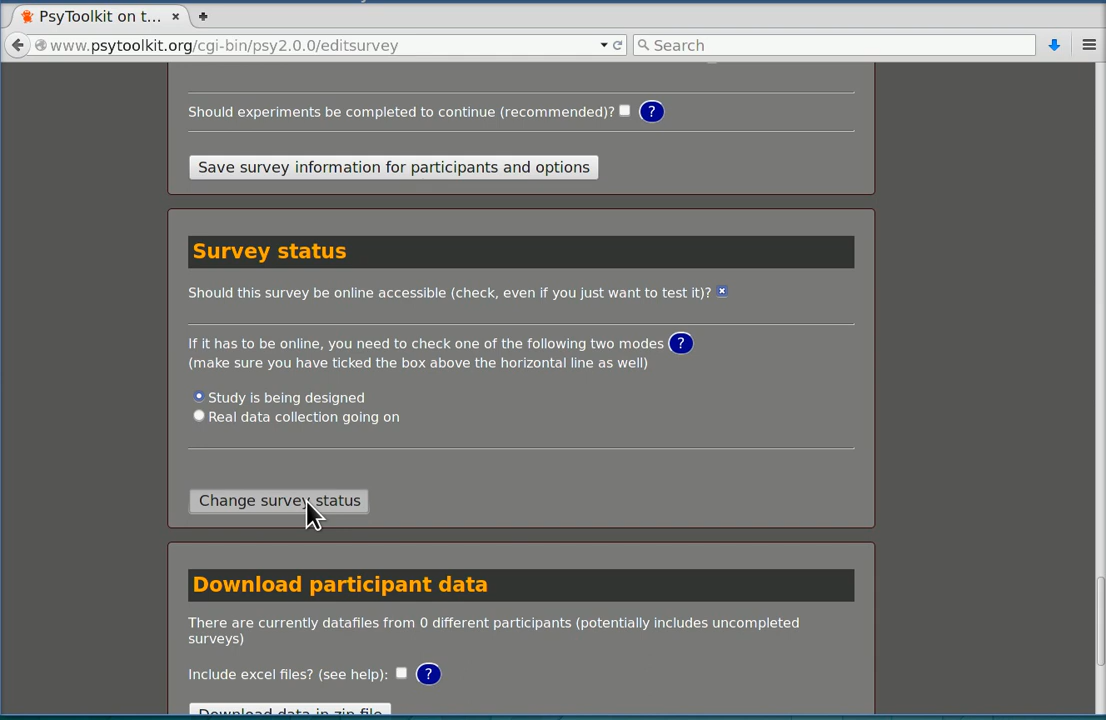 PsyToolkit on t...
www.psytoolkit.org/cgi-bin/psy2.0.0/editsurvey
Search
Should experiments be completed to continue (recommended)? ?
Save survey information for participants and options
Survey status
Should this survey be online accessible (check, even if you just want to test it)?
If it has to be online, you need to check one of the following two modes ?
(make sure you have ticked the box above the horizontal line as well)
Study is being designed
Real data collection going on
Change survey status
Download participant data
There are currently datafiles from 0 different participants (potentially includes uncompleted
surveys)
Include excel files? (see help): ?
Download data in zip file